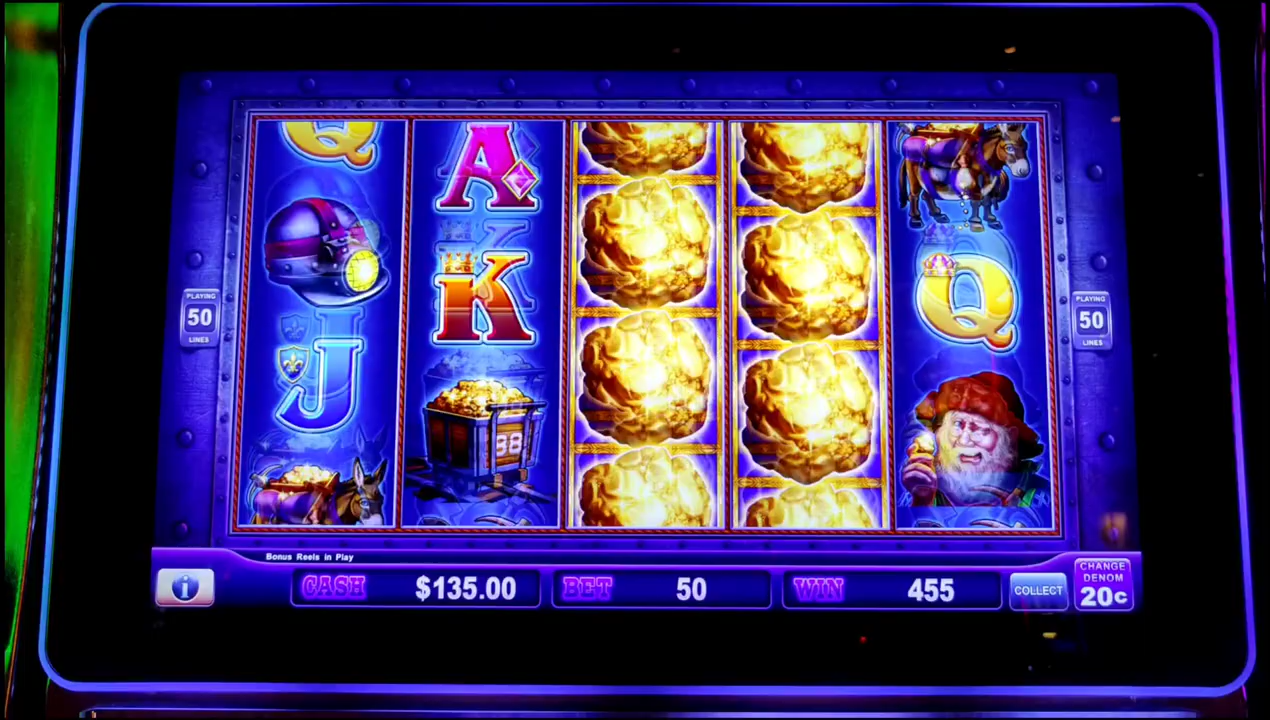 Q
A
K
J
88
Q
PLAYING
50
LINES
PLAYING
50
LINES
Bonus Reels in Play
i
CASH $135.00
BET 50
WIN 455
COLLECT
CHANGE
DENOM
20¢